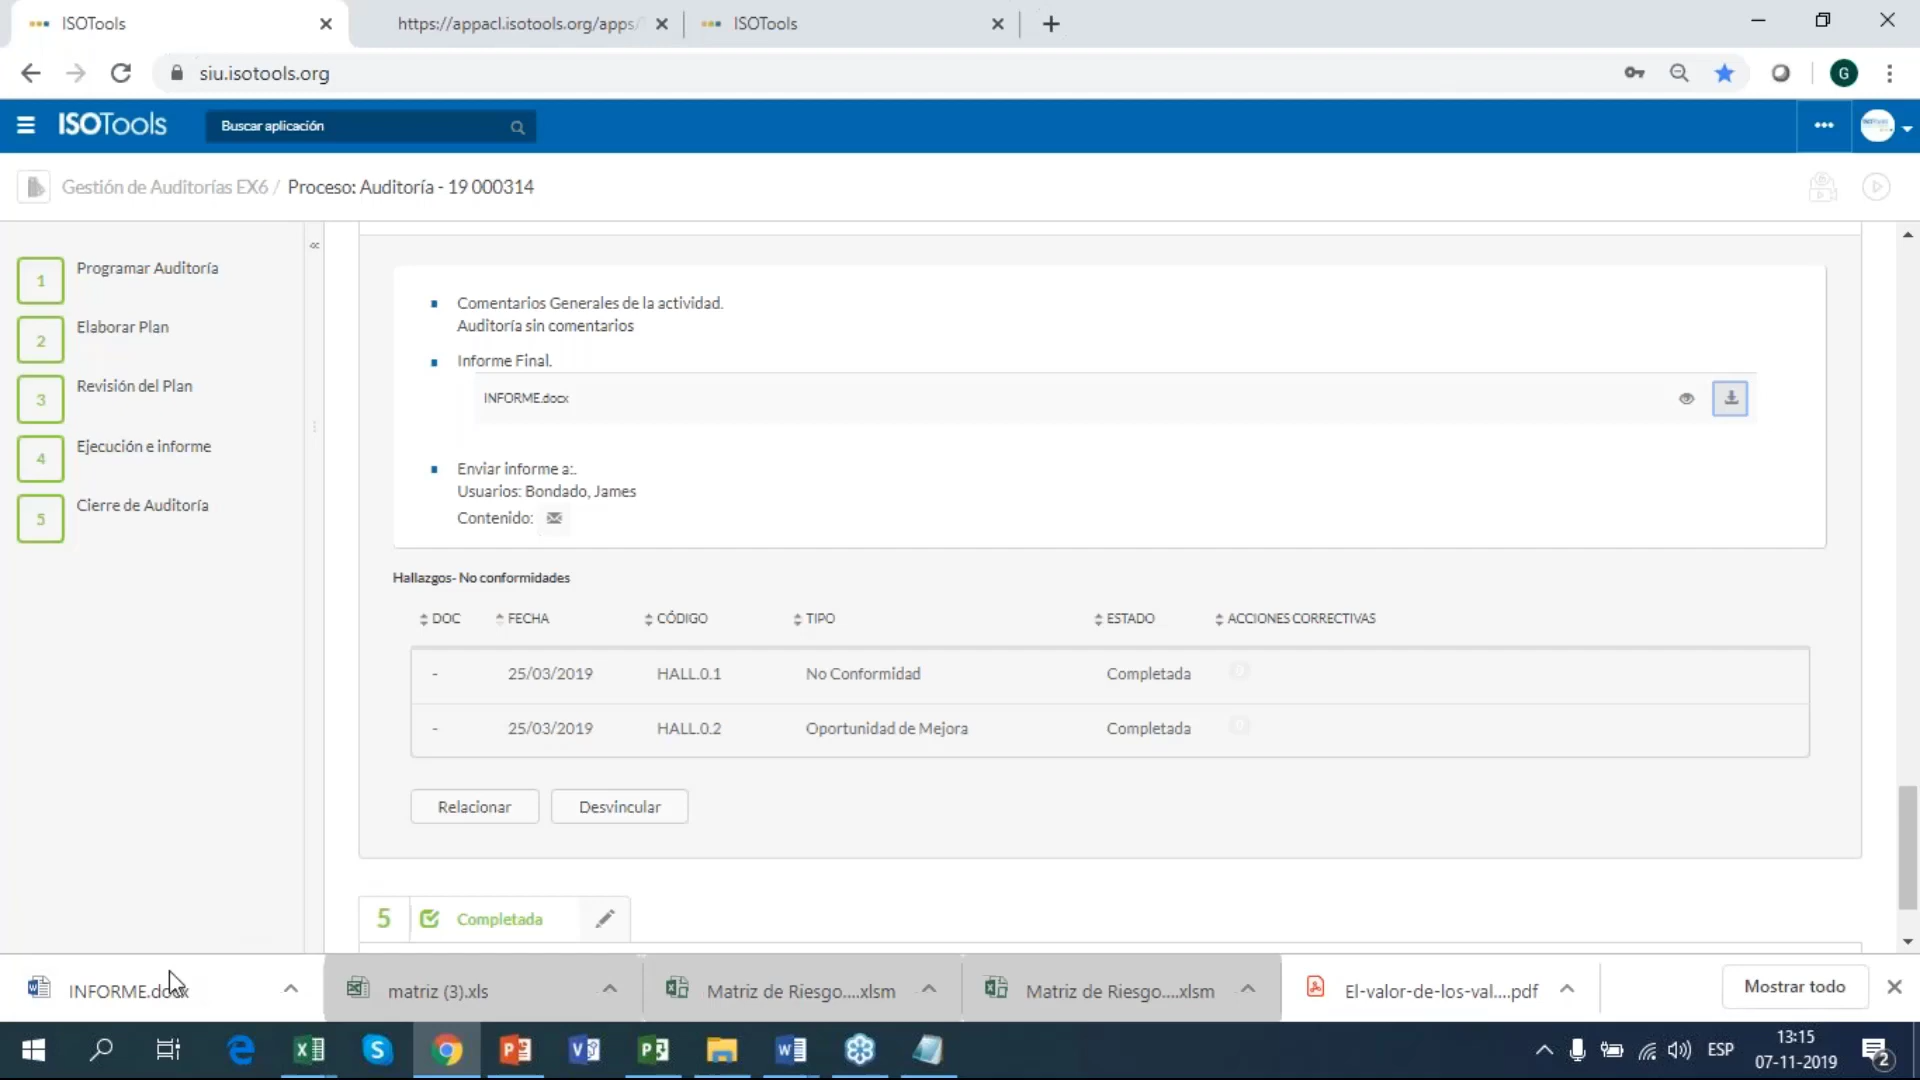 ISOTools
https://appacl.isotools.org/apps/
ISOTools
siu.isotools.org
G
ISOTools
Buscar aplicación
Gestión de Auditorías EX6 / Proceso: Auditoría - 19 000314
1 Programar Auditoría
2 Elaborar Plan
3 Revisión del Plan
4 Ejecución e informe
5 Cierre de Auditoría
Comentarios Generales de la actividad.
Auditoría sin comentarios
Informe Final.
INFORME.docx
Enviar informe a:.
Usuarios: Bondado, James
Contenido:
Hallazgos- No conformidades
DOC FECHA CÓDIGO TIPO ESTADO ACCIONES CORRECTIVAS
- 25/03/2019 HALL.0.1 No Conformidad Completada
- 25/03/2019 HALL.0.2 Oportunidad de Mejora Completada
Relacionar Desvincular
5 Completada
INFORME.docx matriz (3).xls Matriz de Riesgo....xlsm Matriz de Riesgo....xlsm El-valor-de-los-val....pdf Mostrar todo
ESP
13:15
07-11-2019
2